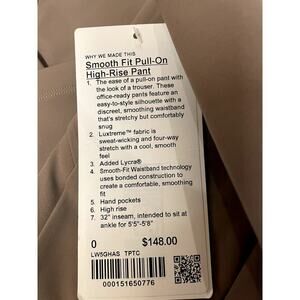 WHY WE MADE THIS
Smooth Fit Pull-On
High-Rise Pant
1. The ease of a pull-on pant with
the look of a trouser. These
office-ready pants feature an
easy-to-style silhouette with a
discreet, smoothing waistband
that's stretchy but comfortably
snug
2. Luxtreme™ fabric is
sweat-wicking and four-way
stretch with a cool, smooth
feel
3. Added Lycra®
4. Smooth-Fit Waistband technology
uses bonded construction to
create a comfortable, smoothing
fit
5. Hand pockets
6. High rise
7. 32" inseam, intended to sit at
ankle for 5'5"-5'8"
0 $148.00
LW5GHAS TPTC
000151650776